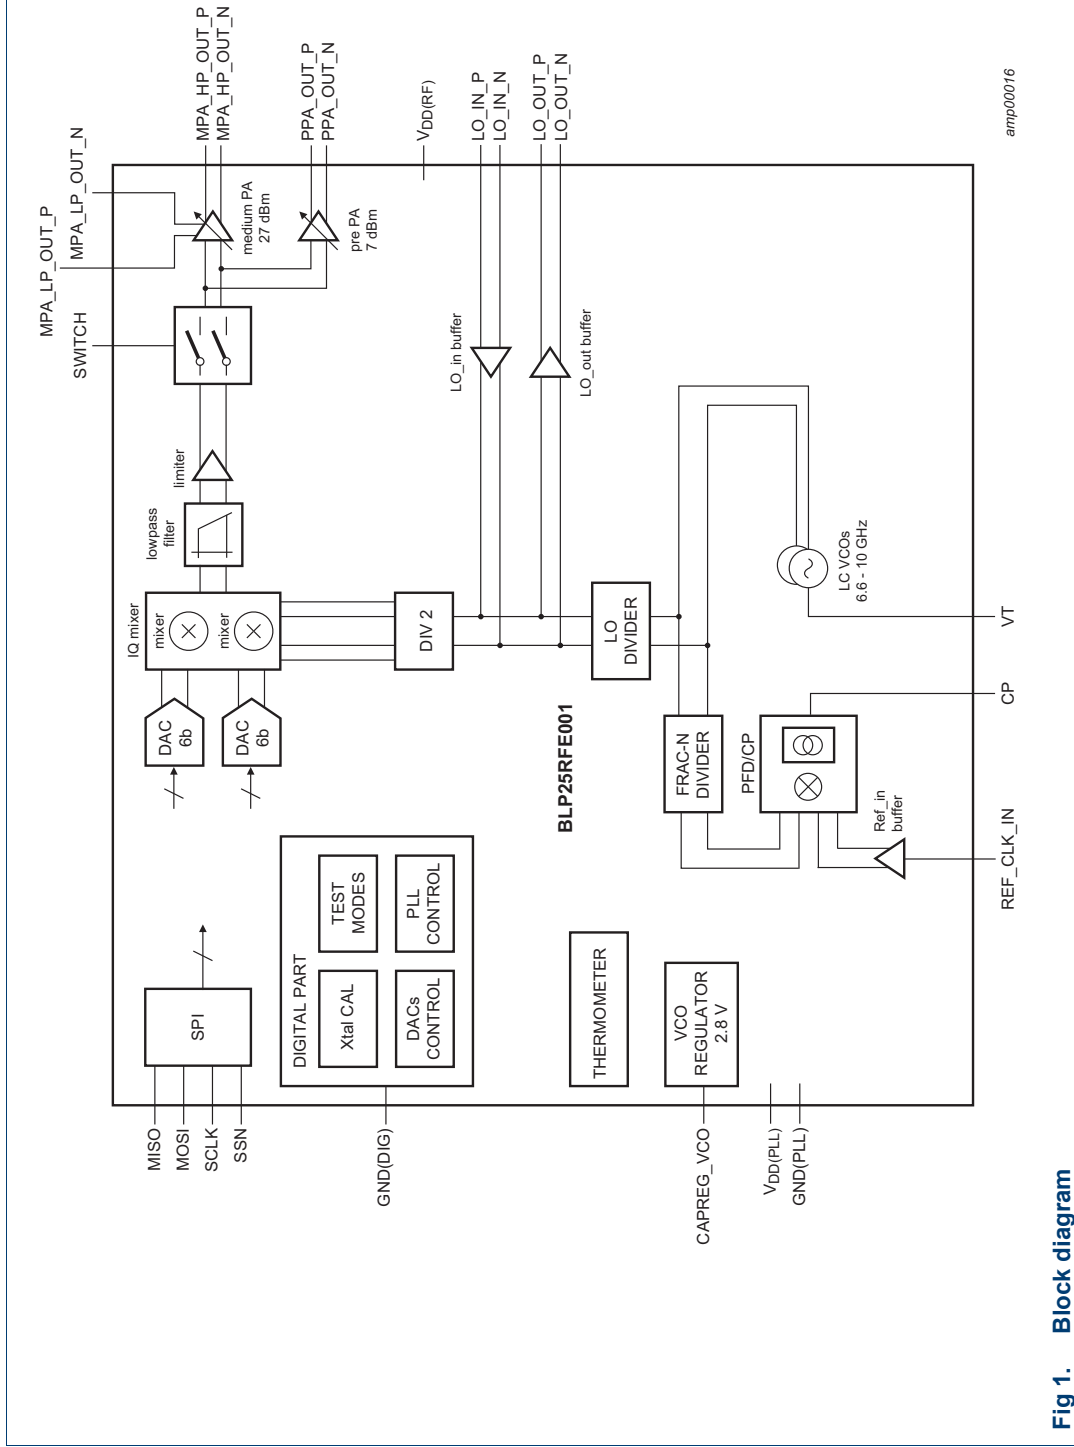 MISO
MOSI
SCLK
SSN
SPI
GND(DIG)
DIGITAL PART
Xtal CAL
TEST
MODES
DACs
CONTROL
PLL
CONTROL
THERMOMETER
CAPREG_VCO
VCO
REGULATOR
2.8 V
VDD(PLL)
GND(PLL)
DAC
6b
DAC
6b
IQ mixer
mixer
mixer
lowpass
filter
limiter
SWITCH
MPA_LP_OUT_P
MPA_LP_OUT_N
medium PA
27 dBm
MPA_HP_OUT_P
MPA_HP_OUT_N
pre PA
7 dBm
PPA_OUT_P
PPA_OUT_N
VDD(RF)
DIV 2
LO_in buffer
LO_IN_P
LO_IN_N
LO_out buffer
LO_OUT_P
LO_OUT_N
BLP25RFE001
LO
DIVIDER
FRAC-N
DIVIDER
PFD/CP
Ref_in
buffer
LC VCOs
6.6 - 10 GHz
REF_CLK_IN
CP
VT
amp00016
Fig 1. Block diagram